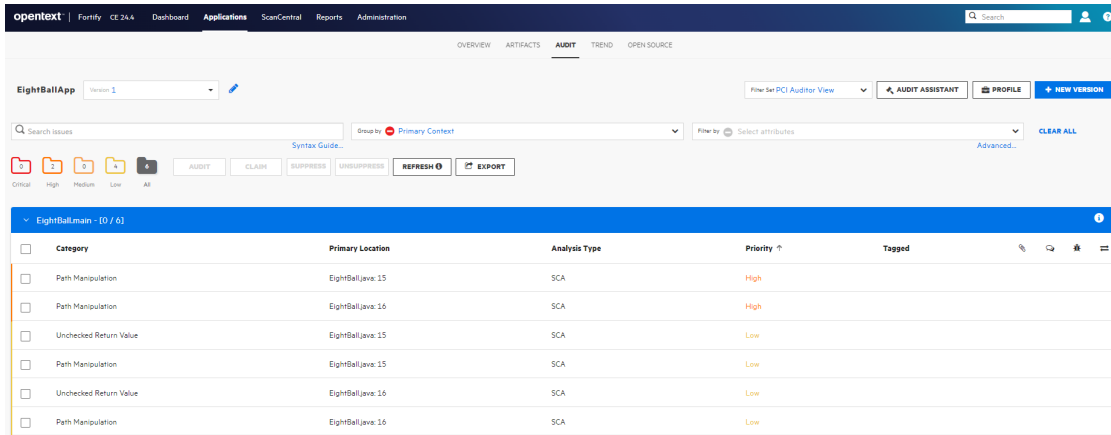 opentext™ | Fortify CE 24.4 Dashboard Applications ScanCentral Reports Administration Search
OVERVIEW ARTIFACTS AUDIT TREND OPEN SOURCE
EightBallApp Version 1 Filter Set PCI Auditor View AUDIT ASSISTANT PROFILE + NEW VERSION
Search issues Group by Primary Context Filter by Select attributes CLEAR ALL
Syntax Guide... Advanced...
0 2 0 4 6 AUDIT CLAIM SUPPRESS UNSUPPRESS REFRESH EXPORT
Critical High Medium Low All
EightBall.main - [0 / 6]
Category Primary Location Analysis Type Priority ↑ Tagged
Path Manipulation EightBall.java: 15 SCA High
Path Manipulation EightBall.java: 16 SCA High
Unchecked Return Value EightBall.java: 15 SCA Low
Path Manipulation EightBall.java: 15 SCA Low
Unchecked Return Value EightBall.java: 16 SCA Low
Path Manipulation EightBall.java: 16 SCA Low